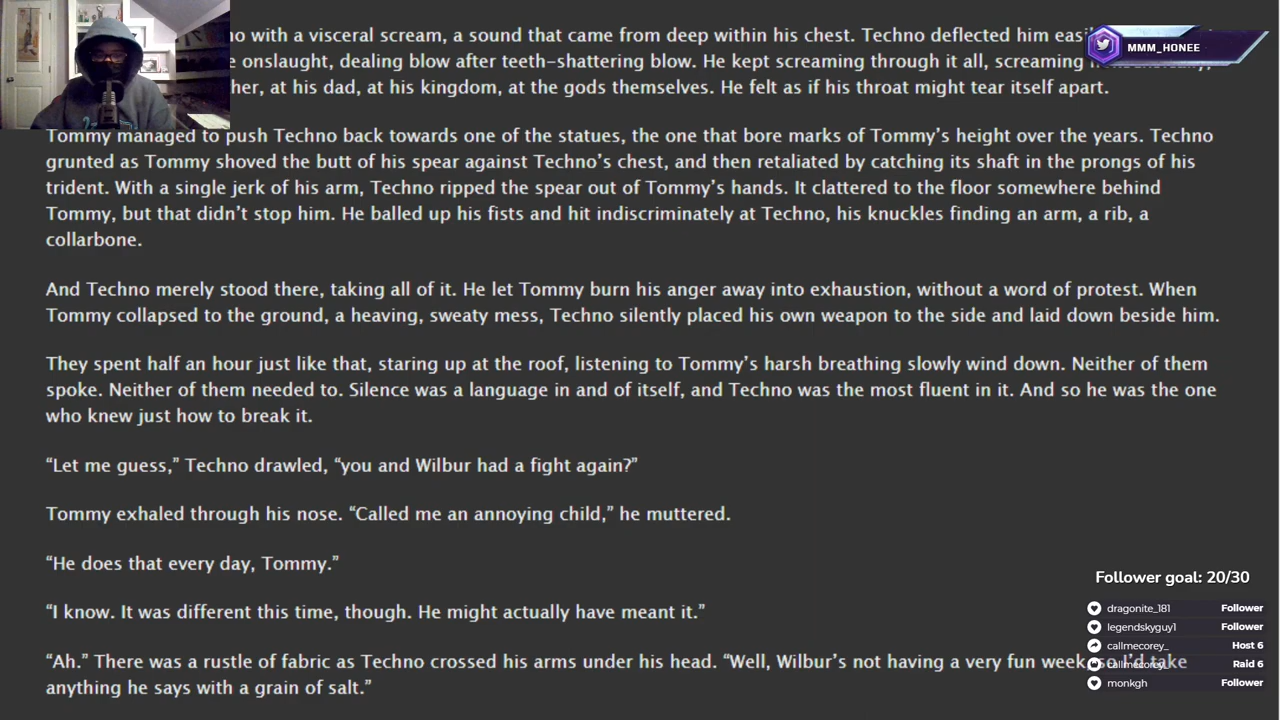 no with a visceral scream, a sound that came from deep within his chest. Techno deflected him
MMM_HONEE
e onslaught, dealing blow after teeth-shattering blow. He kept screaming through it all, screaming
her, at his dad, at his kingdom, at the gods themselves. He felt as if his throat might tear itself apart.
Tommy managed to push Techno back towards one of the statues, the one that bore marks of Tommy’s height over the years. Techno
grunted as Tommy shoved the butt of his spear against Techno’s chest, and then retaliated by catching its shaft in the prongs of his
trident. With a single jerk of his arm, Techno ripped the spear out of Tommy’s hands. It clattered to the floor somewhere behind
Tommy, but that didn’t stop him. He balled up his fists and hit indiscriminately at Techno, his knuckles finding an arm, a rib, a
collarbone.
And Techno merely stood there, taking all of it. He let Tommy burn his anger away into exhaustion, without a word of protest. When
Tommy collapsed to the ground, a heaving, sweaty mess, Techno silently placed his own weapon to the side and laid down beside him.
They spent half an hour just like that, staring up at the roof, listening to Tommy’s harsh breathing slowly wind down. Neither of them
spoke. Neither of them needed to. Silence was a language in and of itself, and Techno was the most fluent in it. And so he was the one
who knew just how to break it.
“Let me guess,” Techno drawled, “you and Wilbur had a fight again?”
Tommy exhaled through his nose. “Called me an annoying child,” he muttered.
“He does that every day, Tommy.”
“I know. It was different this time, though. He might actually have meant it.”
“Ah.” There was a rustle of fabric as Techno crossed his arms under his head. “Well, Wilbur’s not having a very fun week, so I’d take
anything he says with a grain of salt.”
Follower goal: 20/30
dragonite_181 Follower
legendskyguy1 Follower
callmecorey_ Host 6
callmecorey_ Raid 6
monkgh Follower